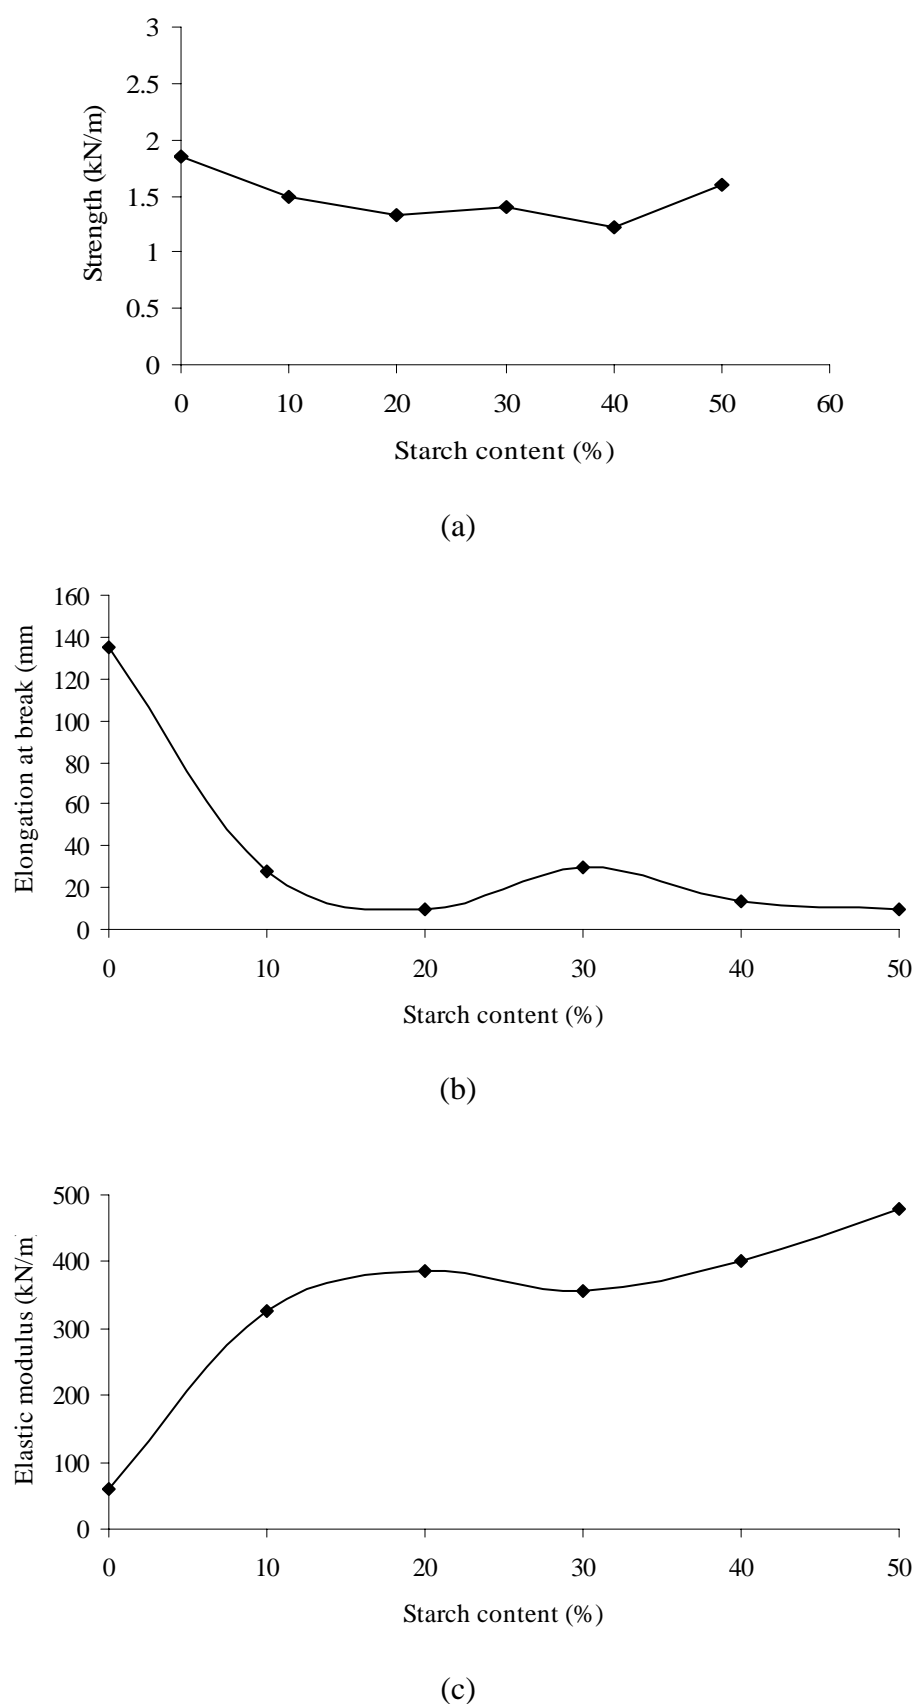 3
2.5
2
1.5
1
0.5
0
Strength (kN/m)
0 10 20 30 40 50 60
Starch content (%)
(a)
160
140
120
100
80
60
40
20
0
Elongation at break (mm
0 10 20 30 40 50
Starch content (%)
(b)
500
400
300
200
100
0
Elastic modulus (kN/m
0 10 20 30 40 50
Starch content (%)
(c)